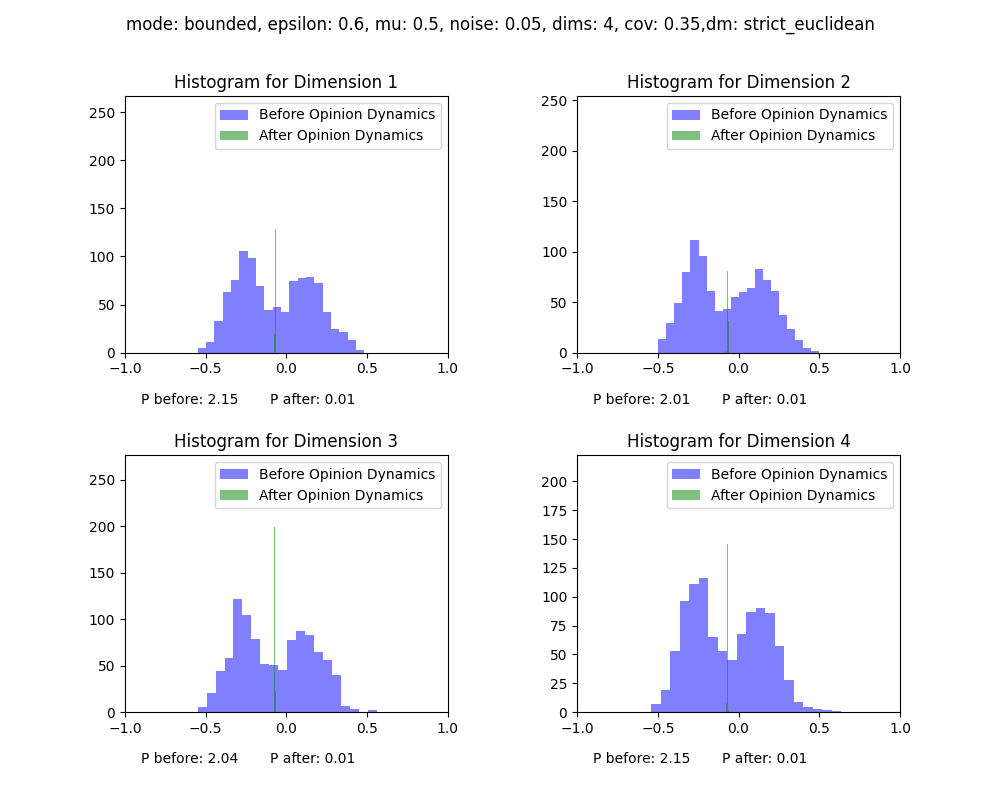 mode: bounded, epsilon: 0.6, mu: 0.5, noise: 0.05, dims: 4, cov: 0.35,dm: strict_euclidean
Histogram for Dimension 1
Before Opinion Dynamics
After Opinion Dynamics
250
200
150
100
50
0
−1.0 −0.5 0.0 0.5 1.0
P before: 2.15 P after: 0.01
Histogram for Dimension 2
Before Opinion Dynamics
After Opinion Dynamics
250
200
150
100
50
0
−1.0 −0.5 0.0 0.5 1.0
P before: 2.01 P after: 0.01
Histogram for Dimension 3
Before Opinion Dynamics
After Opinion Dynamics
250
200
150
100
50
0
−1.0 −0.5 0.0 0.5 1.0
P before: 2.04 P after: 0.01
Histogram for Dimension 4
Before Opinion Dynamics
After Opinion Dynamics
200
175
150
125
100
75
50
25
0
−1.0 −0.5 0.0 0.5 1.0
P before: 2.15 P after: 0.01